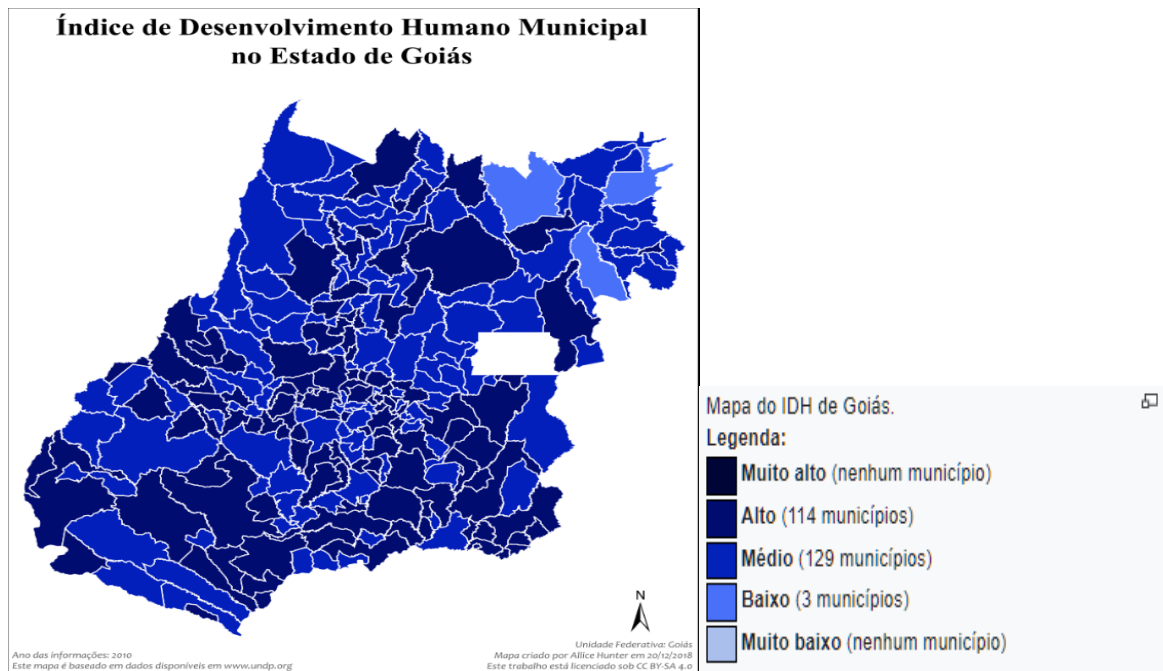 Índice de Desenvolvimento Humano Municipal
no Estado de Goiás
N
Ano das informações: 2010
Este mapa é baseado em dados disponíveis em www.undp.org
Unidade Federativa: Goiás
Mapa criado por Allice Hunter em 20/12/2018
Este trabalho está licenciado sob CC BY-SA 4.0
Mapa do IDH de Goiás.
Legenda:
Muito alto (nenhum município)
Alto (114 municípios)
Médio (129 municípios)
Baixo (3 municípios)
Muito baixo (nenhum município)